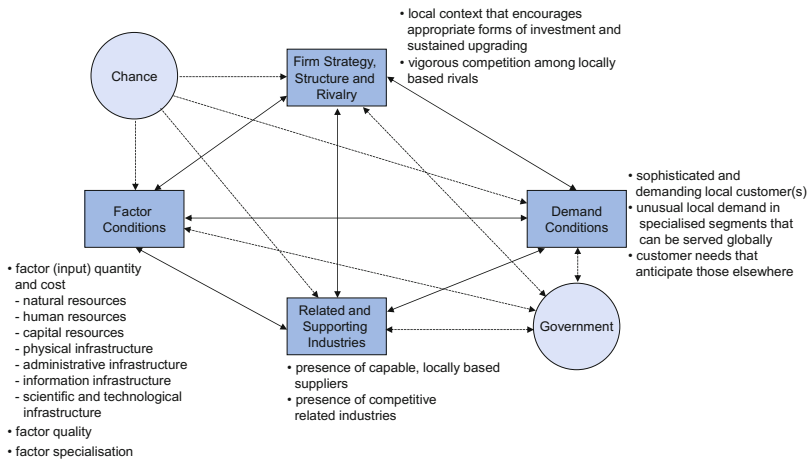 • local context that encourages
appropriate forms of investment and
sustained upgrading
• vigorous competition among locally
based rivals
Chance
Firm Strategy,
Structure and
Rivalry
Factor
Conditions
Demand
Conditions
• sophisticated and
demanding local customer(s)
• unusual local demand in
specialised segments that
can be served globally
• customer needs that
anticipate those elsewhere
• factor (input) quantity
and cost
- natural resources
- human resources
- capital resources
- physical infrastructure
- administrative infrastructure
- information infrastructure
- scientific and technological
infrastructure
• factor quality
• factor specialisation
Related and
Supporting
Industries
Government
• presence of capable, locally based
suppliers
• presence of competitive
related industries